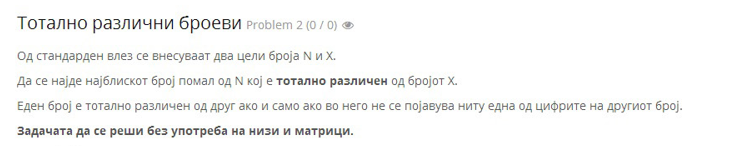 Тотално различни броеви Problem 2 (0 / 0)
Од стандарден влез се внесуваат два цели броја N и X.
Да се најде најблискот број помал од N кој е тотално различен од бројот X.
Еден број е тотално различен од друг ако и само ако во него не се појавува ниту една од цифрите на другиот број.
Задачата да се реши без употреба на низи и матрици.